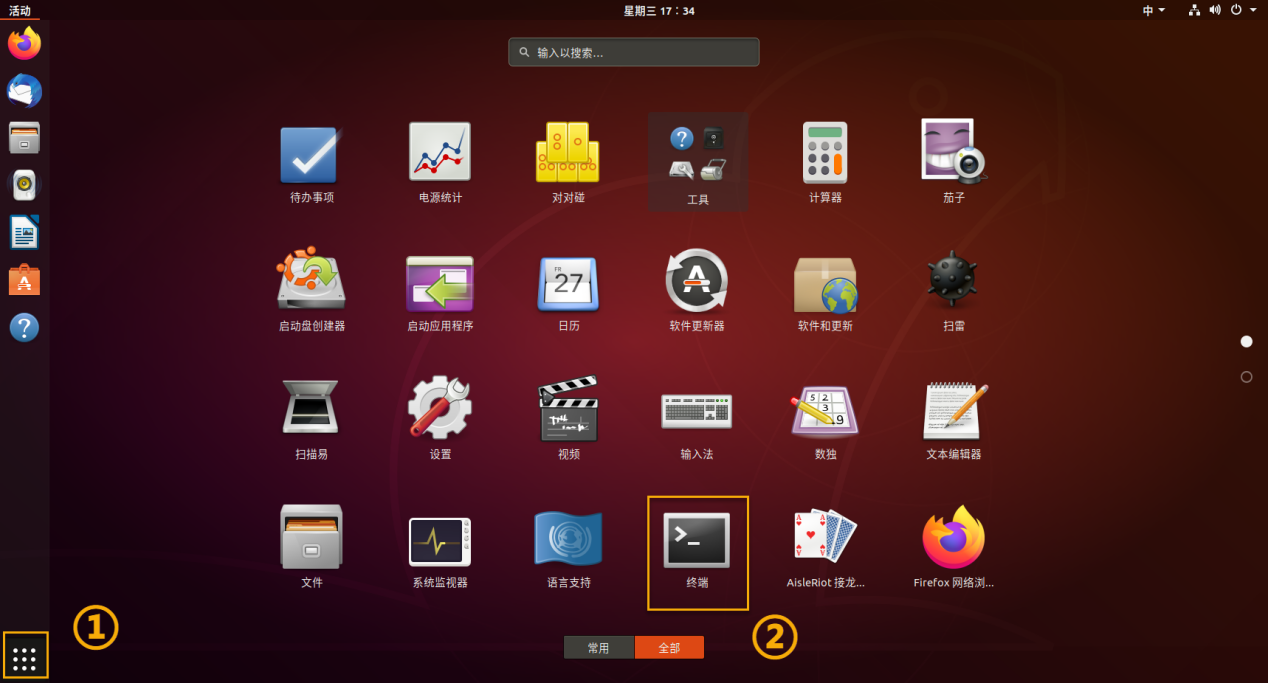 活动
星期三 17：34
中
输入以搜索...
待办事项
电源统计
对对碰
工具
计算器
茄子
启动盘创建器
启动应用程序
FR
27
日历
软件更新器
软件和更新
扫雷
扫描易
设置
视频
输入法
5 2
3
9
数独
文本编辑器
文件
系统监视器
语言支持
>_
终端
A
A
AisleRiot 接龙...
Firefox 网络浏...
①
②
常用
全部